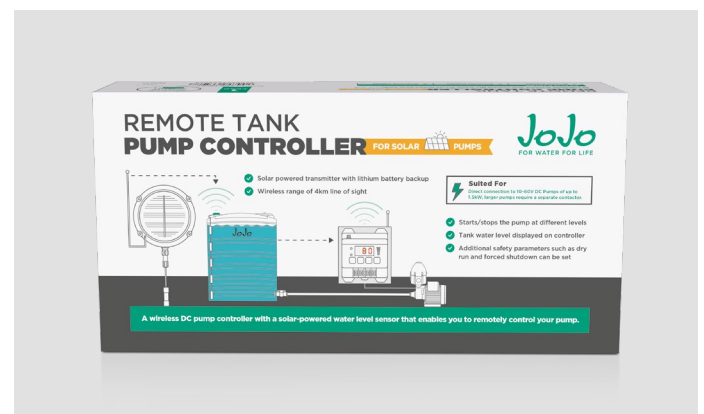 REMOTE TANK
PUMP CONTROLLER
FOR SOLAR PUMPS
JoJo
FOR WATER FOR LIFE
Solar powered transmitter with lithium battery backup
Wireless range of 4km line of sight
Suited For
Direct connection to 10-60V DC Pumps of up to
1.5kW, larger pumps require a separate contactor.
Starts/stops the pump at different levels
Tank water level displayed on controller
Additional safety parameters such as dry
run and forced shutdown can be set
JoJo
80
A wireless DC pump controller with a solar-powered water level sensor that enables you to remotely control your pump.